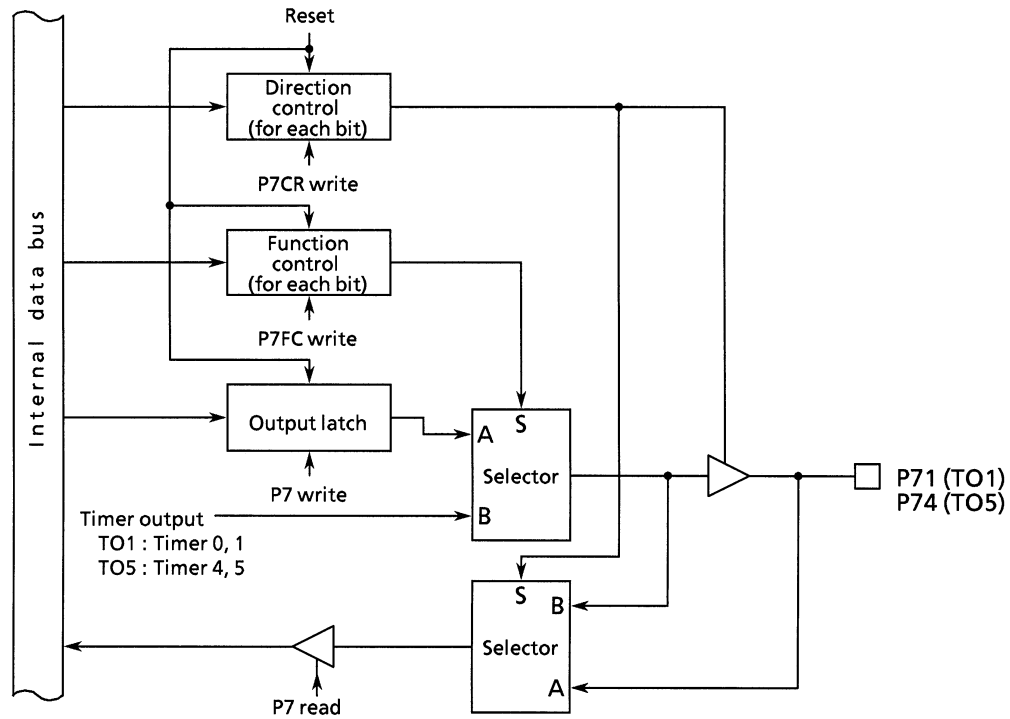 Reset
Direction
control
(for each bit)
P7CR write
Function
control
(for each bit)
P7FC write
Internal data bus
Output latch
S
A
Selector
B
P7 write
P71 (TO1)
P74 (TO5)
Timer output
TO1 : Timer 0, 1
TO5 : Timer 4, 5
S
B
Selector
A
P7 read